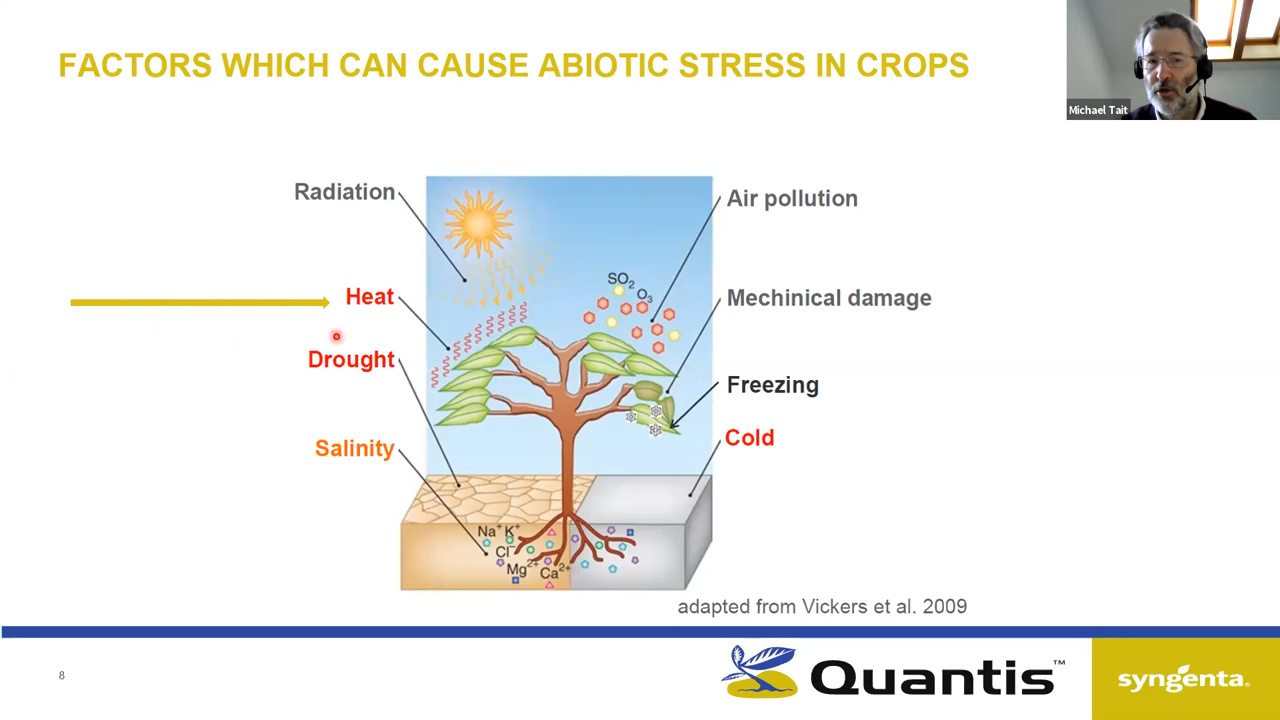 FACTORS WHICH CAN CAUSE ABIOTIC STRESS IN CROPS
Michael Tait
Radiation
Air pollution
SO2
O3
Heat
Mechinical damage
Drought
Freezing
Cold
Salinity
Na+ K+
Cl-
Mg2+
Ca2+
adapted from Vickers et al. 2009
8
Quantis™
syngenta®